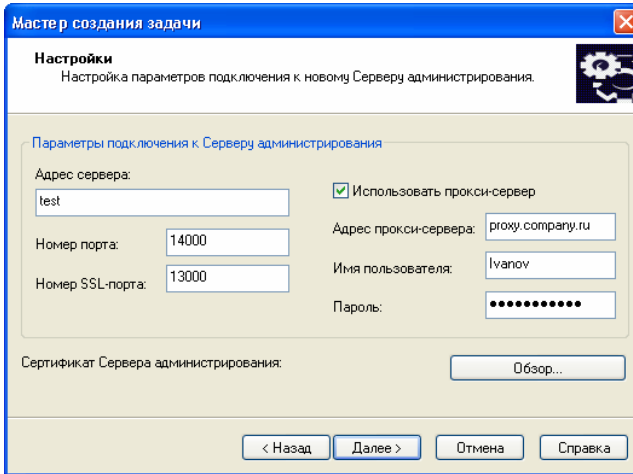 Мастер создания задачи
Настройки
Настройка параметров подключения к новому Серверу администрирования.
Параметры подключения к Серверу администрирования
Адрес сервера:
test
Номер порта:
14000
Номер SSL-порта:
13000
Использовать прокси-сервер
Адрес прокси-сервера:
proxy.company.ru
Имя пользователя:
Ivanov
Пароль:
•••••••••••
Сертификат Сервера администрирования:
Обзор...
< Назад
Далее >
Отмена
Справка